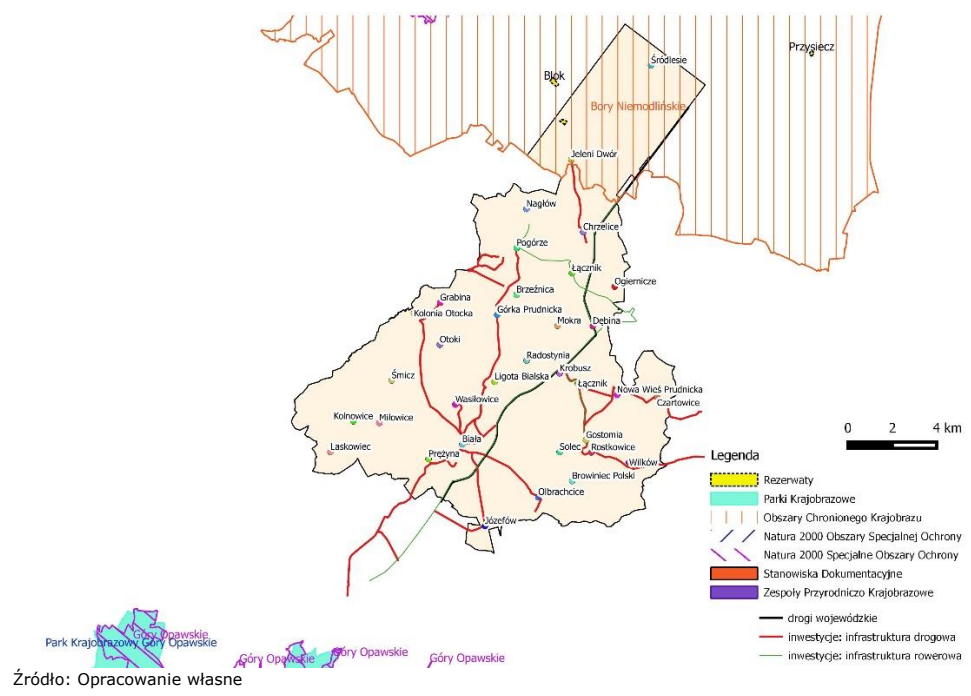 Przysiecz
Śródlesie
Blok
Bory Niemodlińskie
Jeleni Dwór
Nagłów
Chrzelice
Pogórze
Łącznik
Ogiernicze
Brzeźnica
Grabina
Kolonia Otocka
Górka Prudnicka
Mokra
Dębina
Otoki
Radostynia
Krobusz
Śmicz
Ligota Bialska
Łącznik
Nowa Wieś Prudnicka
Wasiłowice
Czartowice
Kolnowice
Miłowice
Biała
Gostomia
Laskowiec
Solec
Rostkowice
Prężyna
Wilków
Browiniec Polski
Olbrachcice
Józefów
0 2 4 km
Legenda
Rezerwaty
Parki Krajobrazowe
Obszary Chronionego Krajobrazu
Natura 2000 Obszary Specjalnej Ochrony
Natura 2000 Specjalne Obszary Ochrony
Stanowiska Dokumentacyjne
Zespoły Przyrodniczo Krajobrazowe
drogi wojewódzkie
inwestycje: infrastruktura drogowa
inwestycje: infrastruktura rowerowa
Góry Opawskie
Park Krajobrazowy Góry Opawskie
Góry Opawskie
Góry Opawskie
Źródło: Opracowanie własne